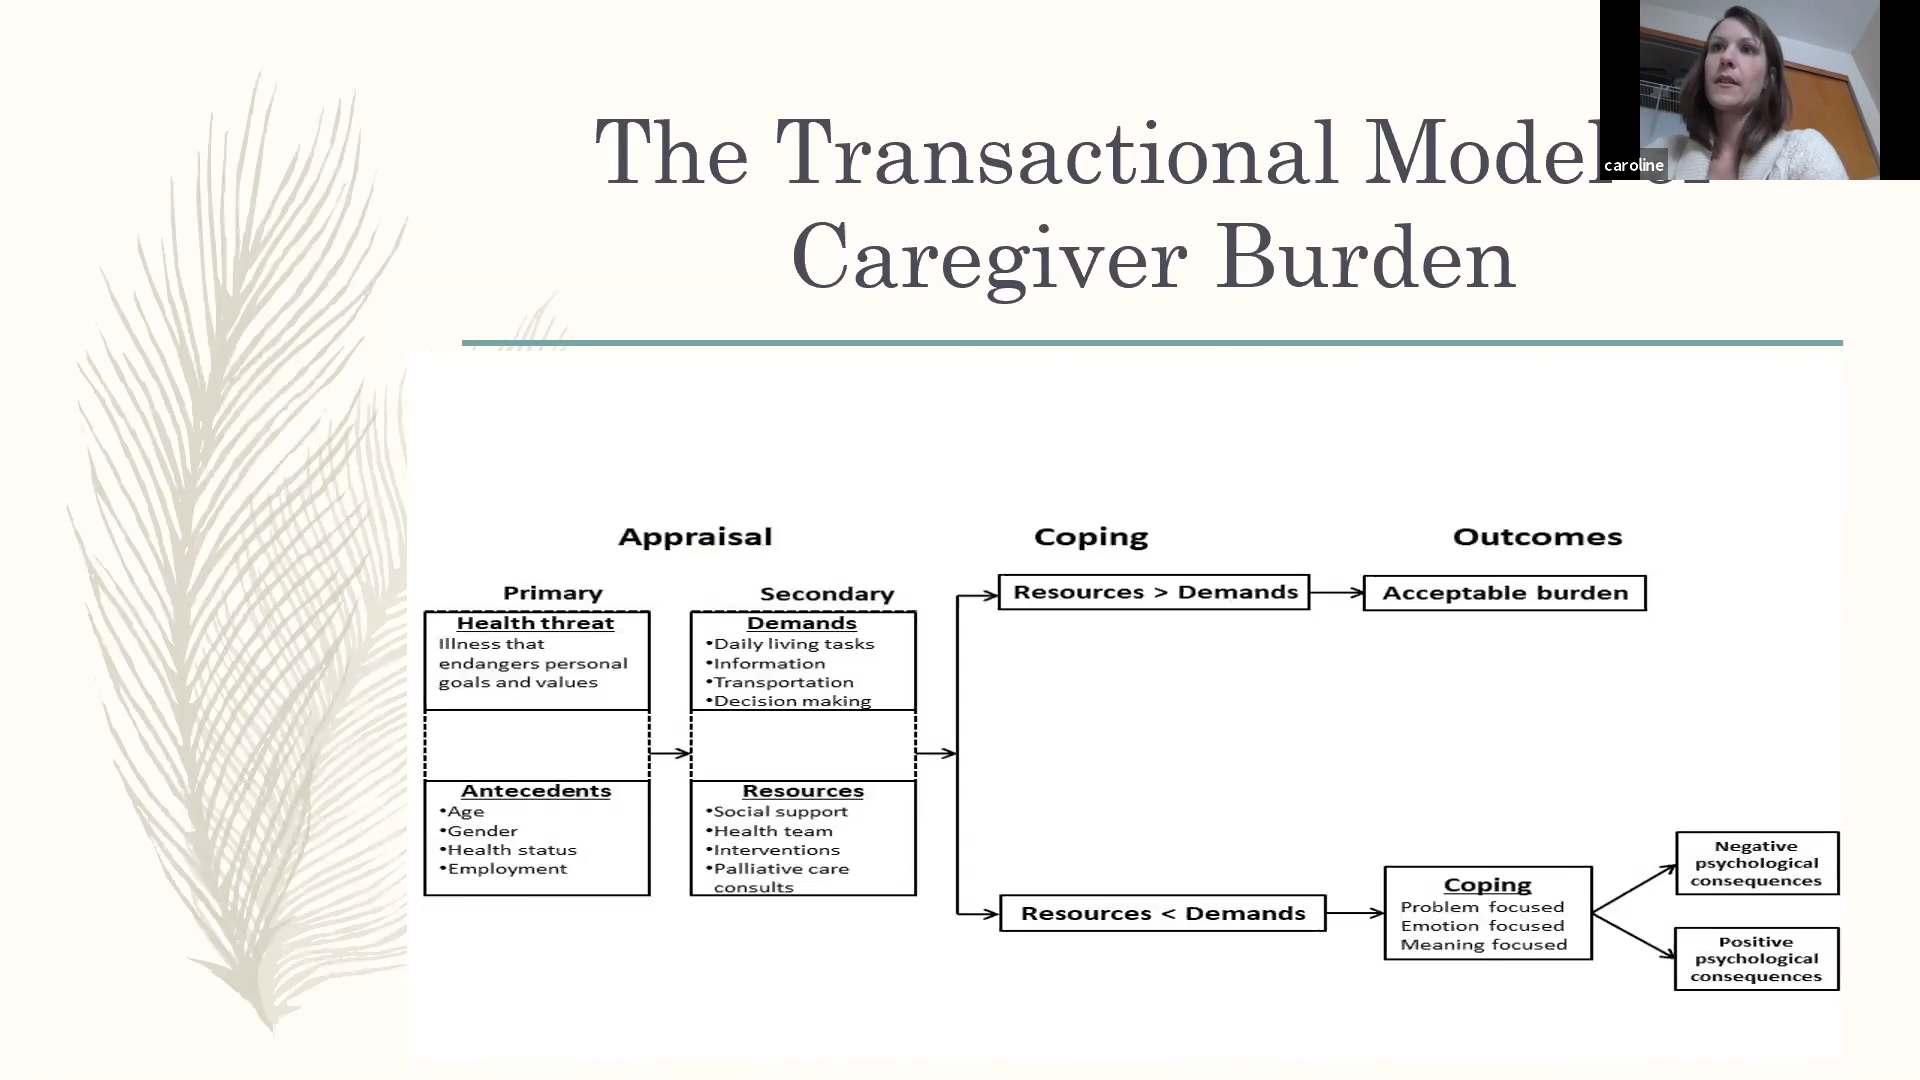 The Transactional Model
Caregiver Burden
caroline
Appraisal
Coping
Outcomes
Primary
Secondary
Health threat
Illness that
endangers personal
goals and values
Antecedents
•Age
•Gender
•Health status
•Employment
Demands
•Daily living tasks
•Information
•Transportation
•Decision making
Resources
•Social support
•Health team
•Interventions
•Palliative care
consults
Resources > Demands
Acceptable burden
Resources < Demands
Coping
Problem focused
Emotion focused
Meaning focused
Negative
psychological
consequences
Positive
psychological
consequences